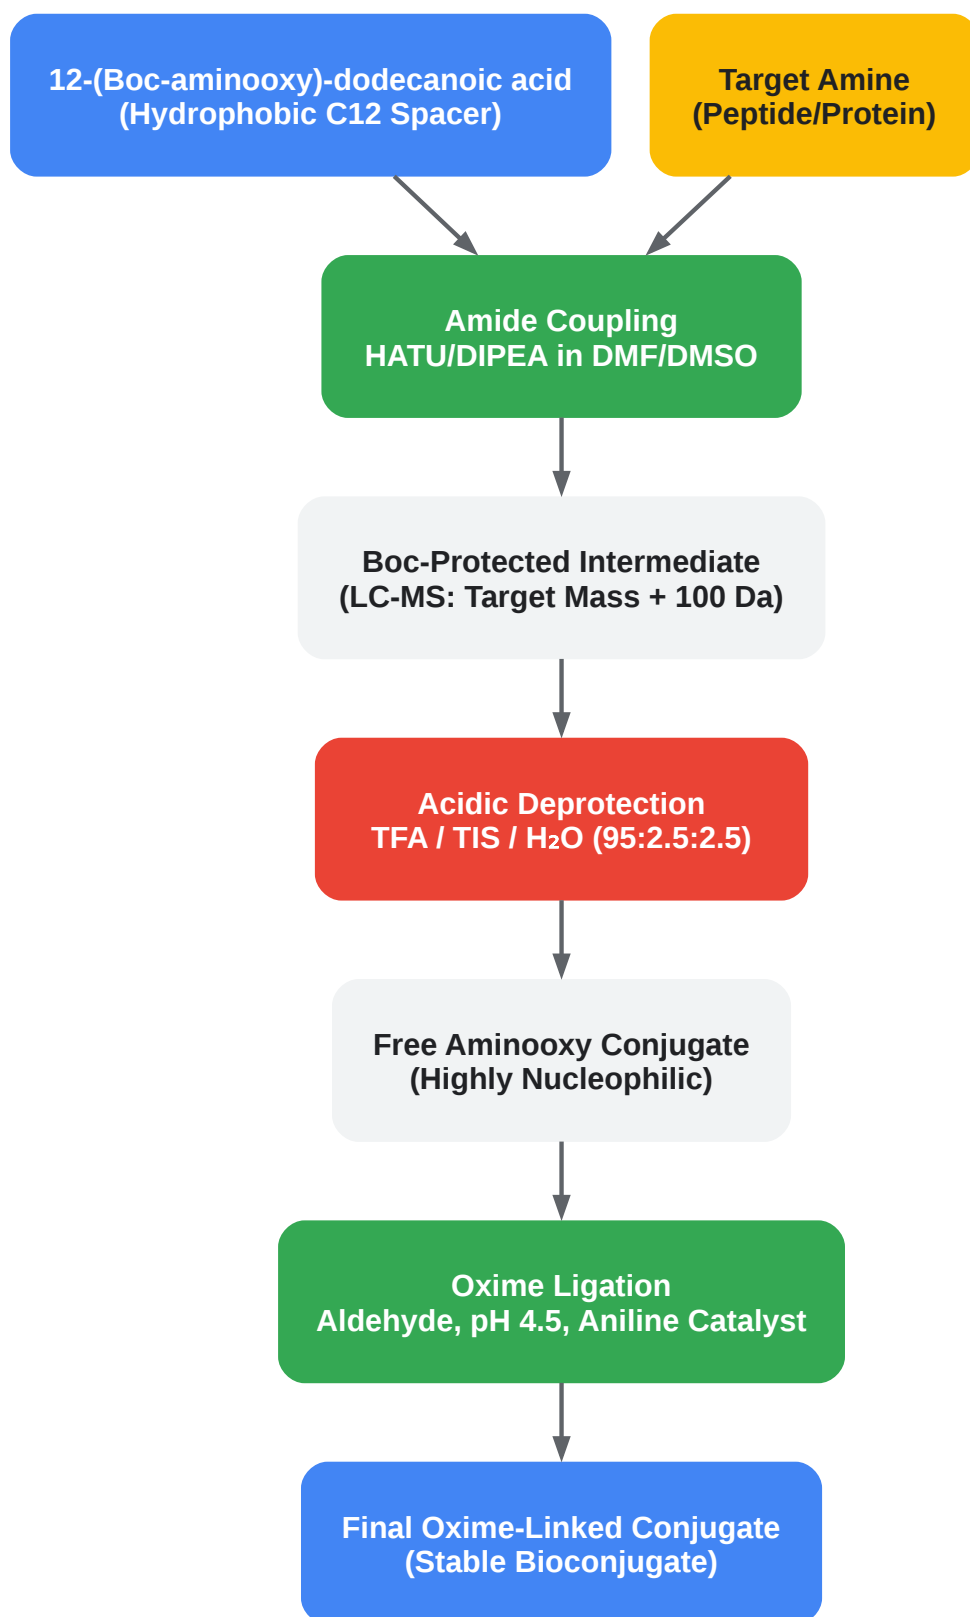 12-(Boc-aminooxy)-dodecanoic acid
(Hydrophobic C12 Spacer)
Target Amine
(Peptide/Protein)
Amide Coupling
HATU/DIPEA in DMF/DMSO
Boc-Protected Intermediate
(LC-MS: Target Mass + 100 Da)
Acidic Deprotection
TFA / TIS / H₂O (95:2.5:2.5)
Free Aminooxy Conjugate
(Highly Nucleophilic)
Oxime Ligation
Aldehyde, pH 4.5, Aniline Catalyst
Final Oxime-Linked Conjugate
(Stable Bioconjugate)